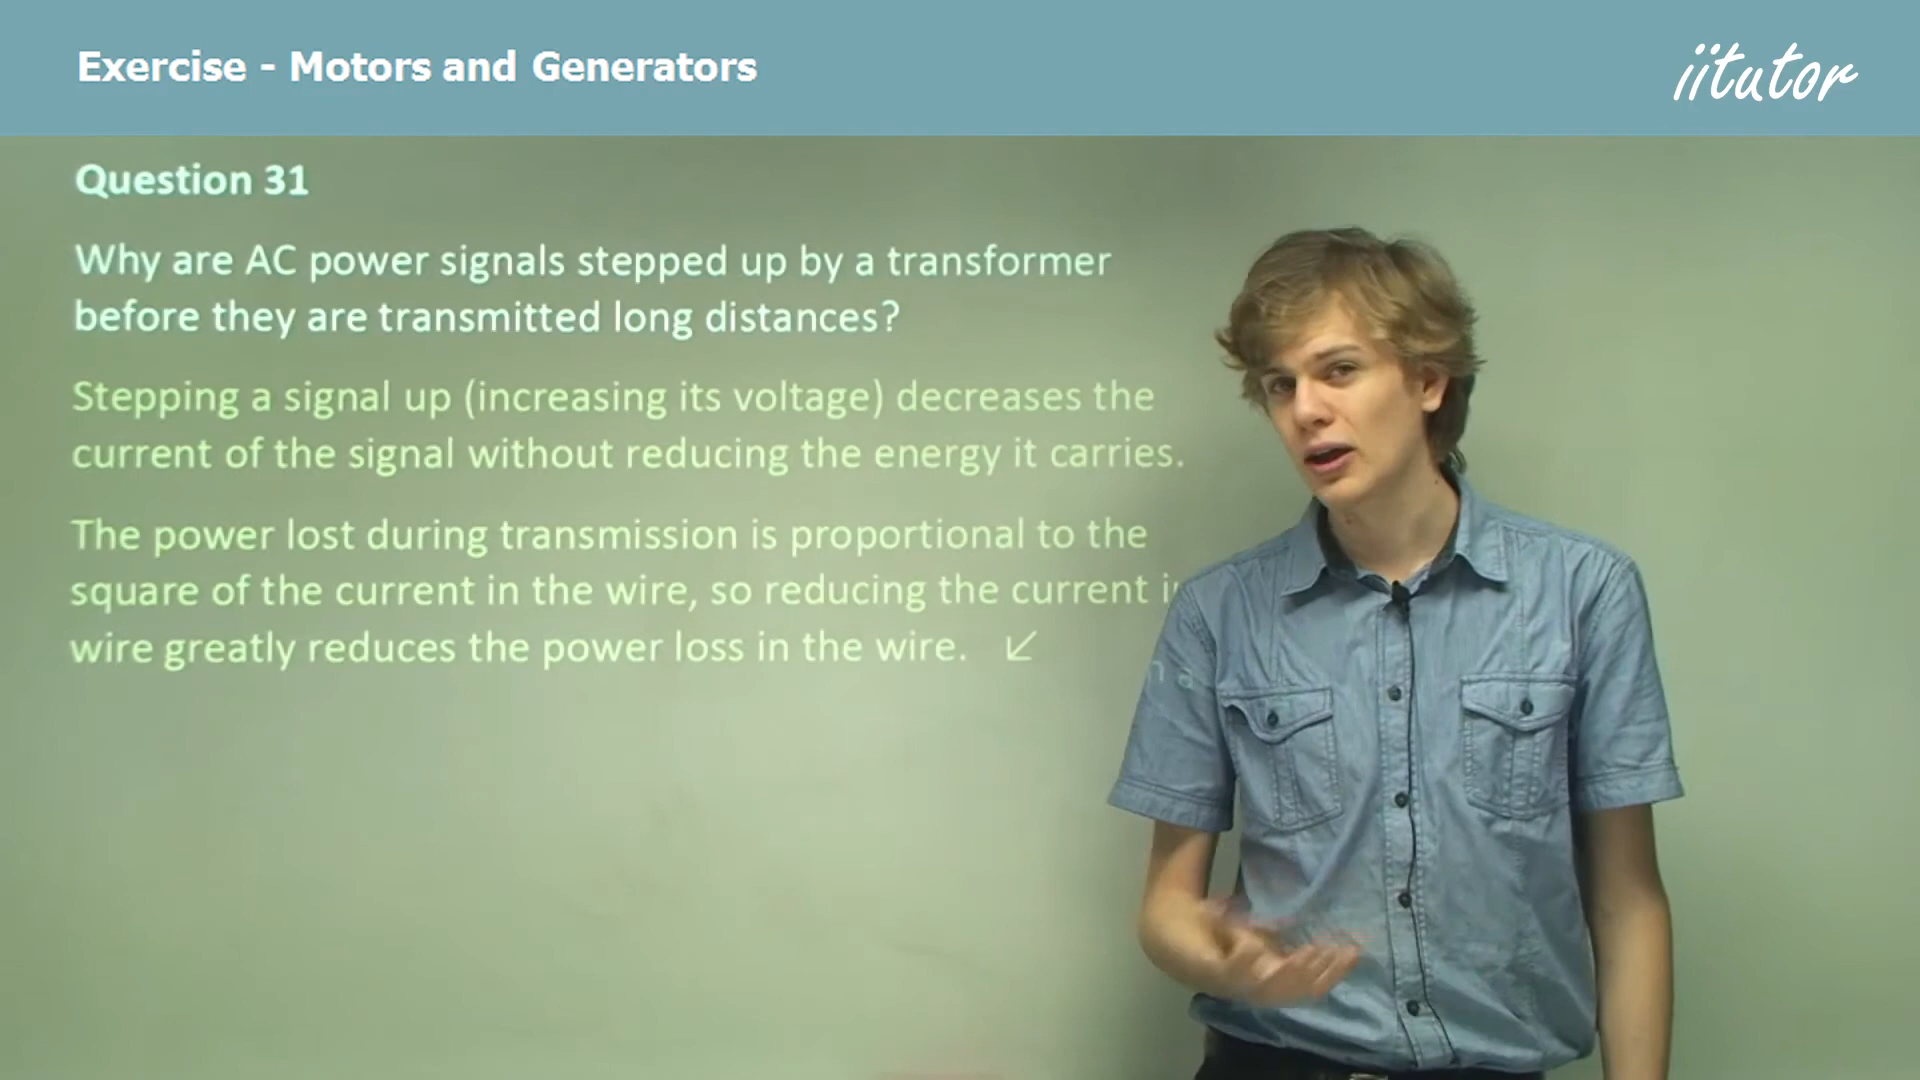 Exercise - Motors and Generators
iitutor
Question 31
Why are AC power signals stepped up by a transformer
before they are transmitted long distances?
Stepping a signal up (increasing its voltage) decreases the
current of the signal without reducing the energy it carries.
The power lost during transmission is proportional to the
square of the current in the wire, so reducing the current
wire greatly reduces the power loss in the wire. ↙